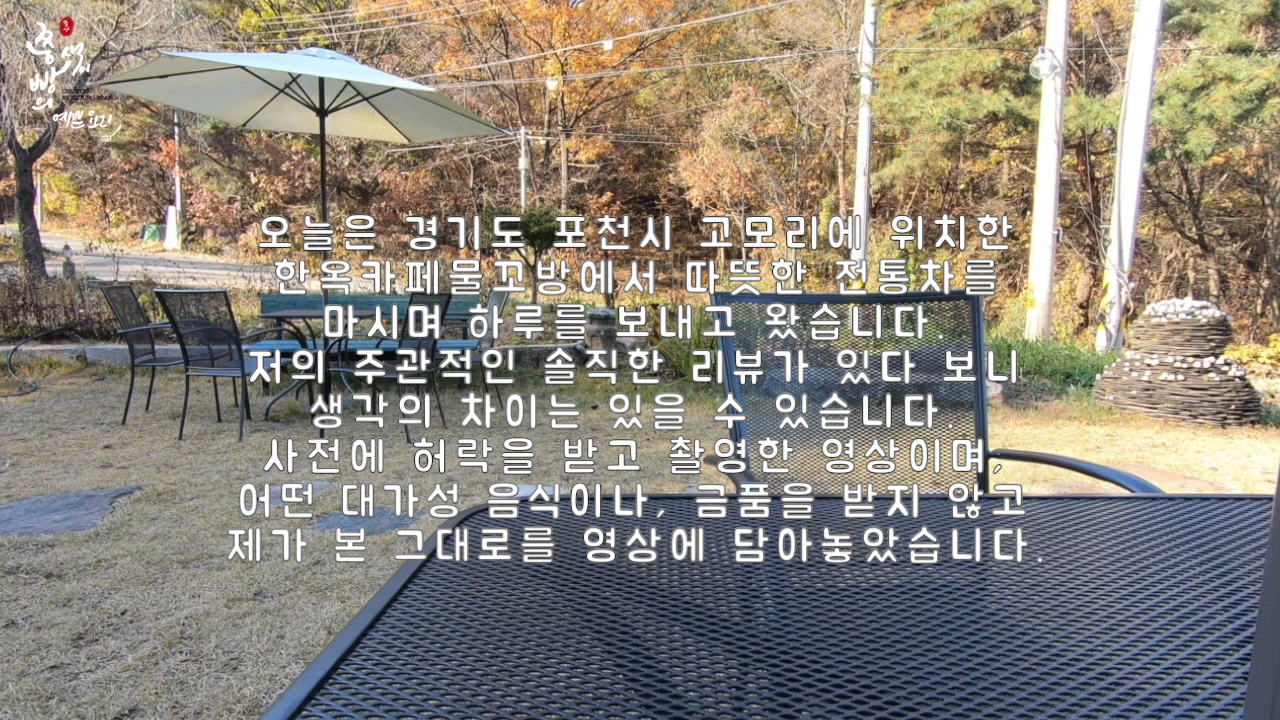 오늘은 경기도 포천시 고모리에 위치한
한옥카페물꼬방에서 따뜻한 전통차를
마시며 하루를 보내고 왔습니다.
저의 주관적인 솔직한 리뷰가 있다 보니
생각의 차이는 있을 수 있습니다.
사전에 허락을 받고 촬영한 영상이며,
어떤 대가성 음식이나, 금품을 받지 않고
제가 본 그대로를 영상에 담아놓았습니다.